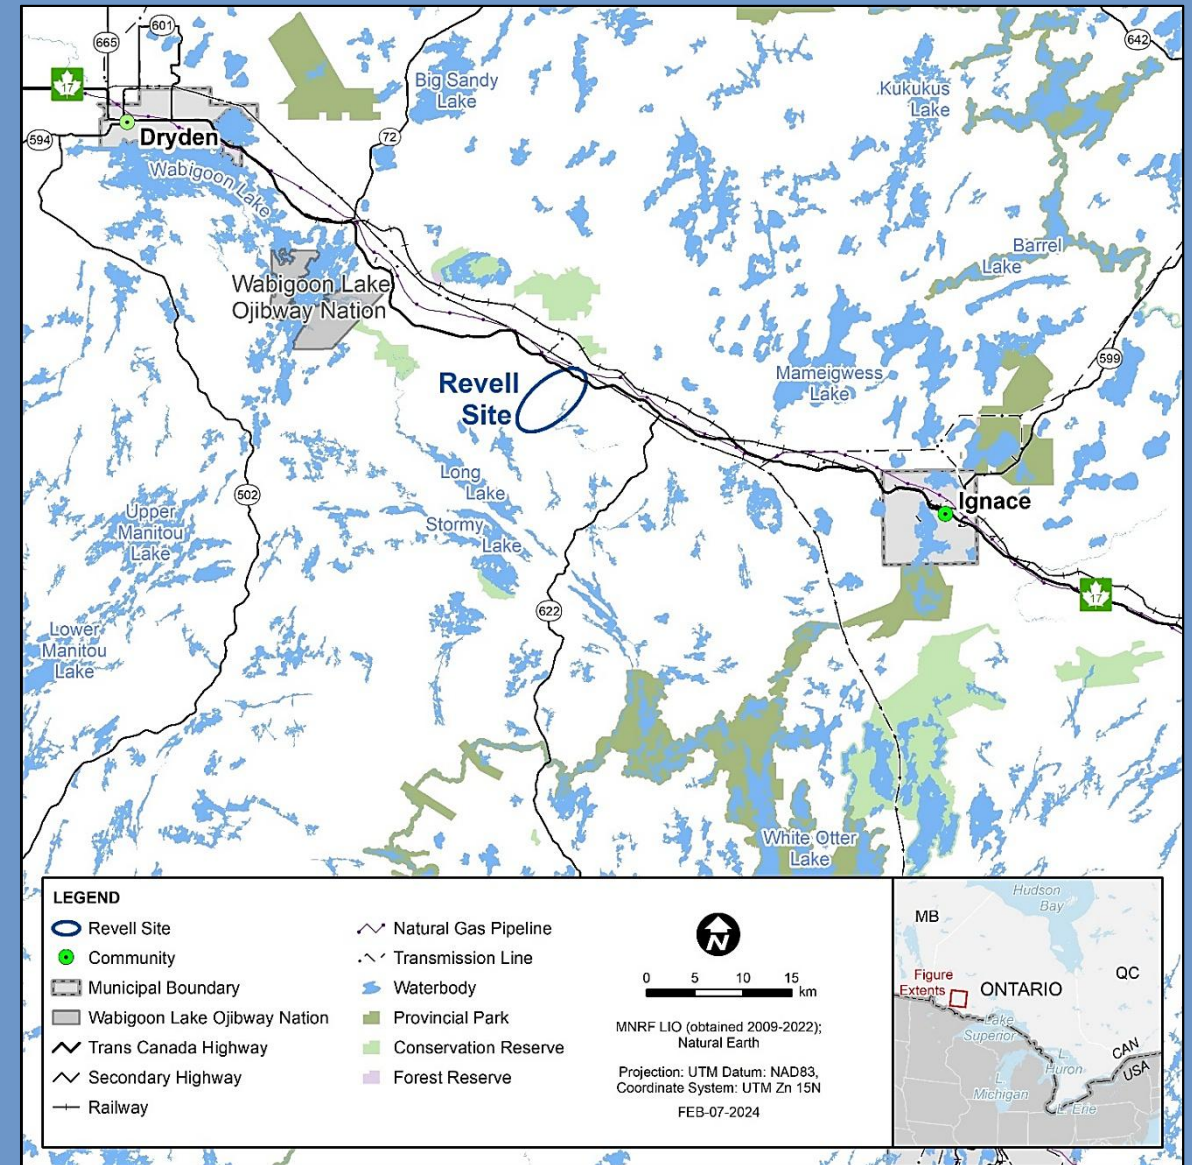 601
665
642
17
594
Dryden
72
Big Sandy
Lake
Kukukus
Lake
Wabigoon Lake
Barrel
Lake
Wabigoon Lake
Ojibway Nation
599
Revell
Site
Mameigwess
Lake
502
Long
Lake
Ignace
Upper
Manitou
Lake
Stormy
Lake
17
622
Lower
Manitou
Lake
White Otter
Lake
LEGEND
Revell Site
Community
Municipal Boundary
Wabigoon Lake Ojibway Nation
Trans Canada Highway
Secondary Highway
Railway
Natural Gas Pipeline
Transmission Line
Waterbody
Provincial Park
Conservation Reserve
Forest Reserve
N
0 5 10 15
km
MNRF LIO (obtained 2009-2022);
Natural Earth
Projection: UTM Datum: NAD83,
Coordinate System: UTM Zn 15N
FEB-07-2024
Hudson
Bay
MB
QC
Figure
Extents
ONTARIO
Lake
Superior
L.
Huron
CAN
USA
L.
Michigan
L. Erie